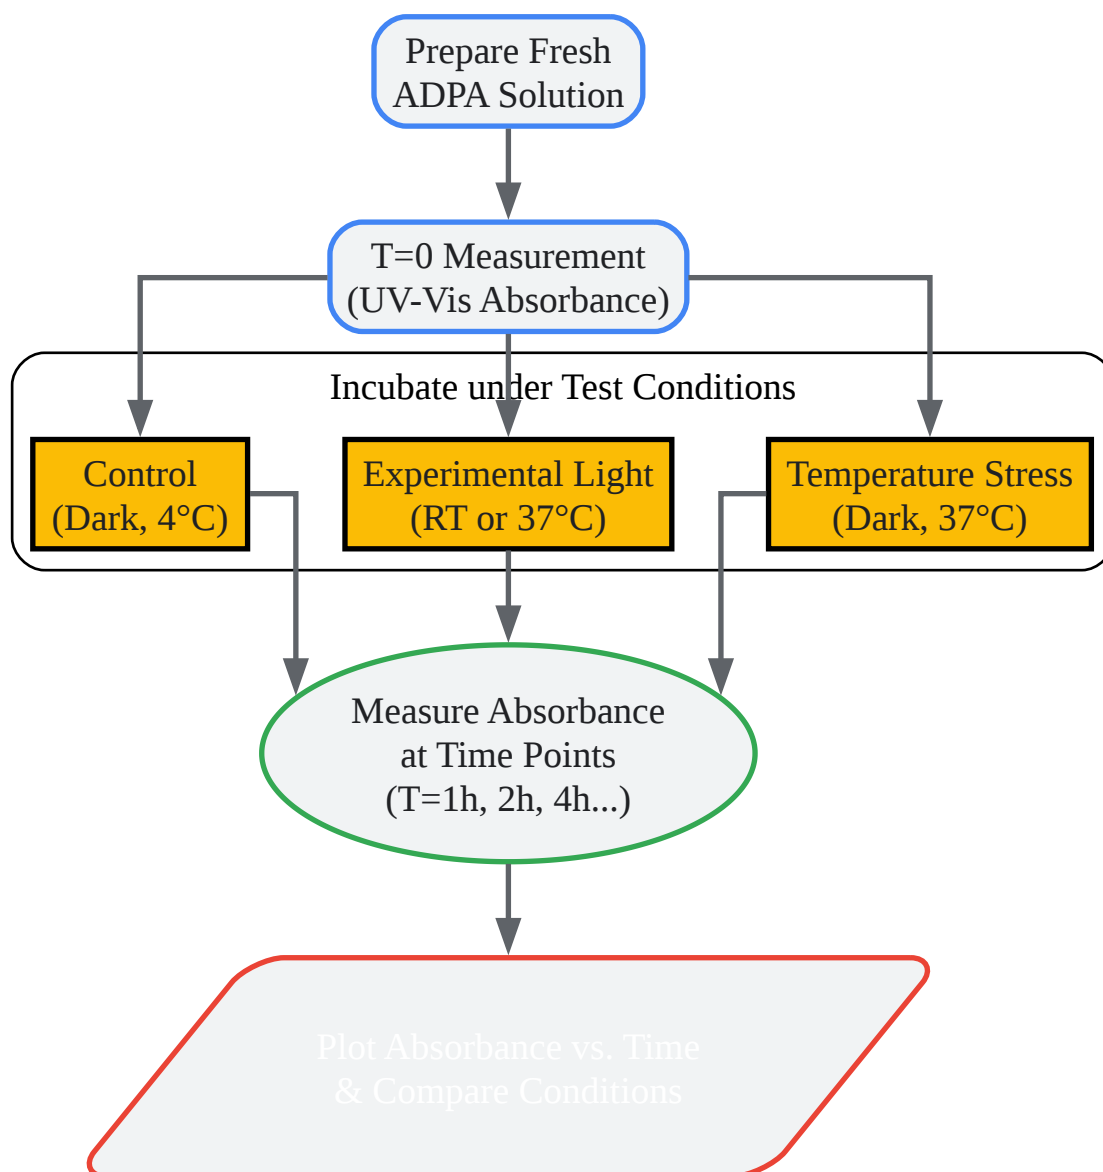 Prepare Fresh
ADPA Solution
T=0 Measurement
(UV-Vis Absorbance)
Incubate under Test Conditions
Control
(Dark, 4°C)
Experimental Light
(RT or 37°C)
Temperature Stress
(Dark, 37°C)
Measure Absorbance
at Time Points
(T=1h, 2h, 4h...)
Plot Absorbance vs. Time
& Compare Conditions